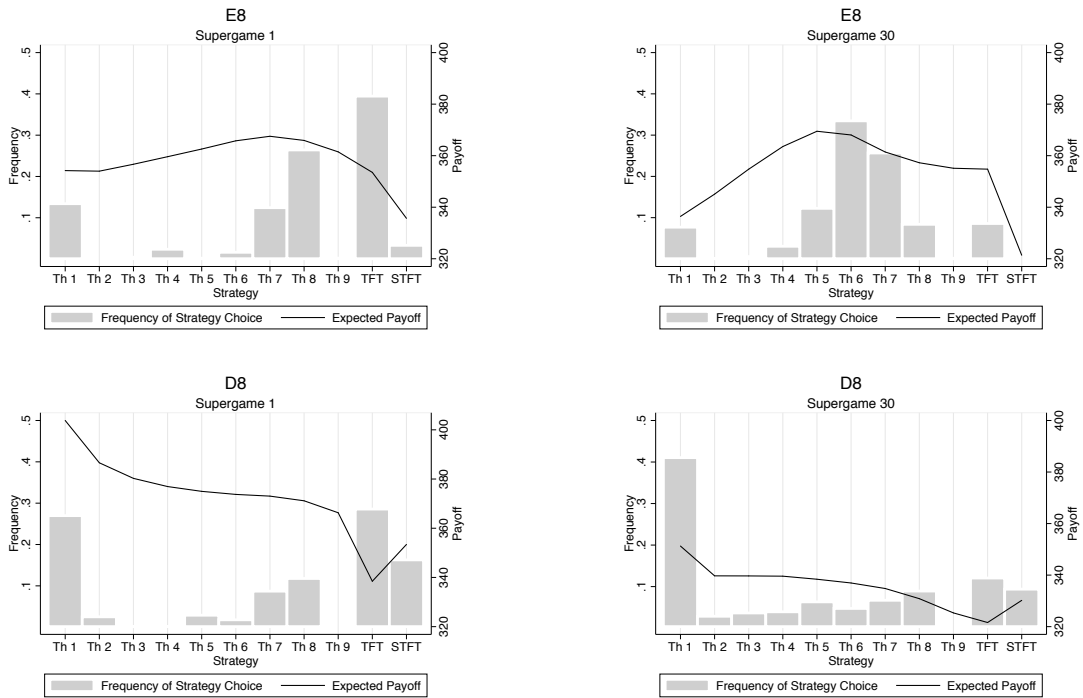 E8
Supergame 1
Frequency
.5
.4
.3
.2
.1
400
380
360
340
320
Payoff
Th 1 Th 2 Th 3 Th 4 Th 5 Th 6 Th 7 Th 8 Th 9 TFT STFT
Strategy
Frequency of Strategy Choice Expected Payoff
E8
Supergame 30
Frequency
.5
.4
.3
.2
.1
400
380
360
340
320
Payoff
Th 1 Th 2 Th 3 Th 4 Th 5 Th 6 Th 7 Th 8 Th 9 TFT STFT
Strategy
Frequency of Strategy Choice Expected Payoff
D8
Supergame 1
Frequency
.5
.4
.3
.2
.1
400
380
360
340
320
Payoff
Th 1 Th 2 Th 3 Th 4 Th 5 Th 6 Th 7 Th 8 Th 9 TFT STFT
Strategy
Frequency of Strategy Choice Expected Payoff
D8
Supergame 30
Frequency
.5
.4
.3
.2
.1
400
380
360
340
320
Payoff
Th 1 Th 2 Th 3 Th 4 Th 5 Th 6 Th 7 Th 8 Th 9 TFT STFT
Strategy
Frequency of Strategy Choice Expected Payoff